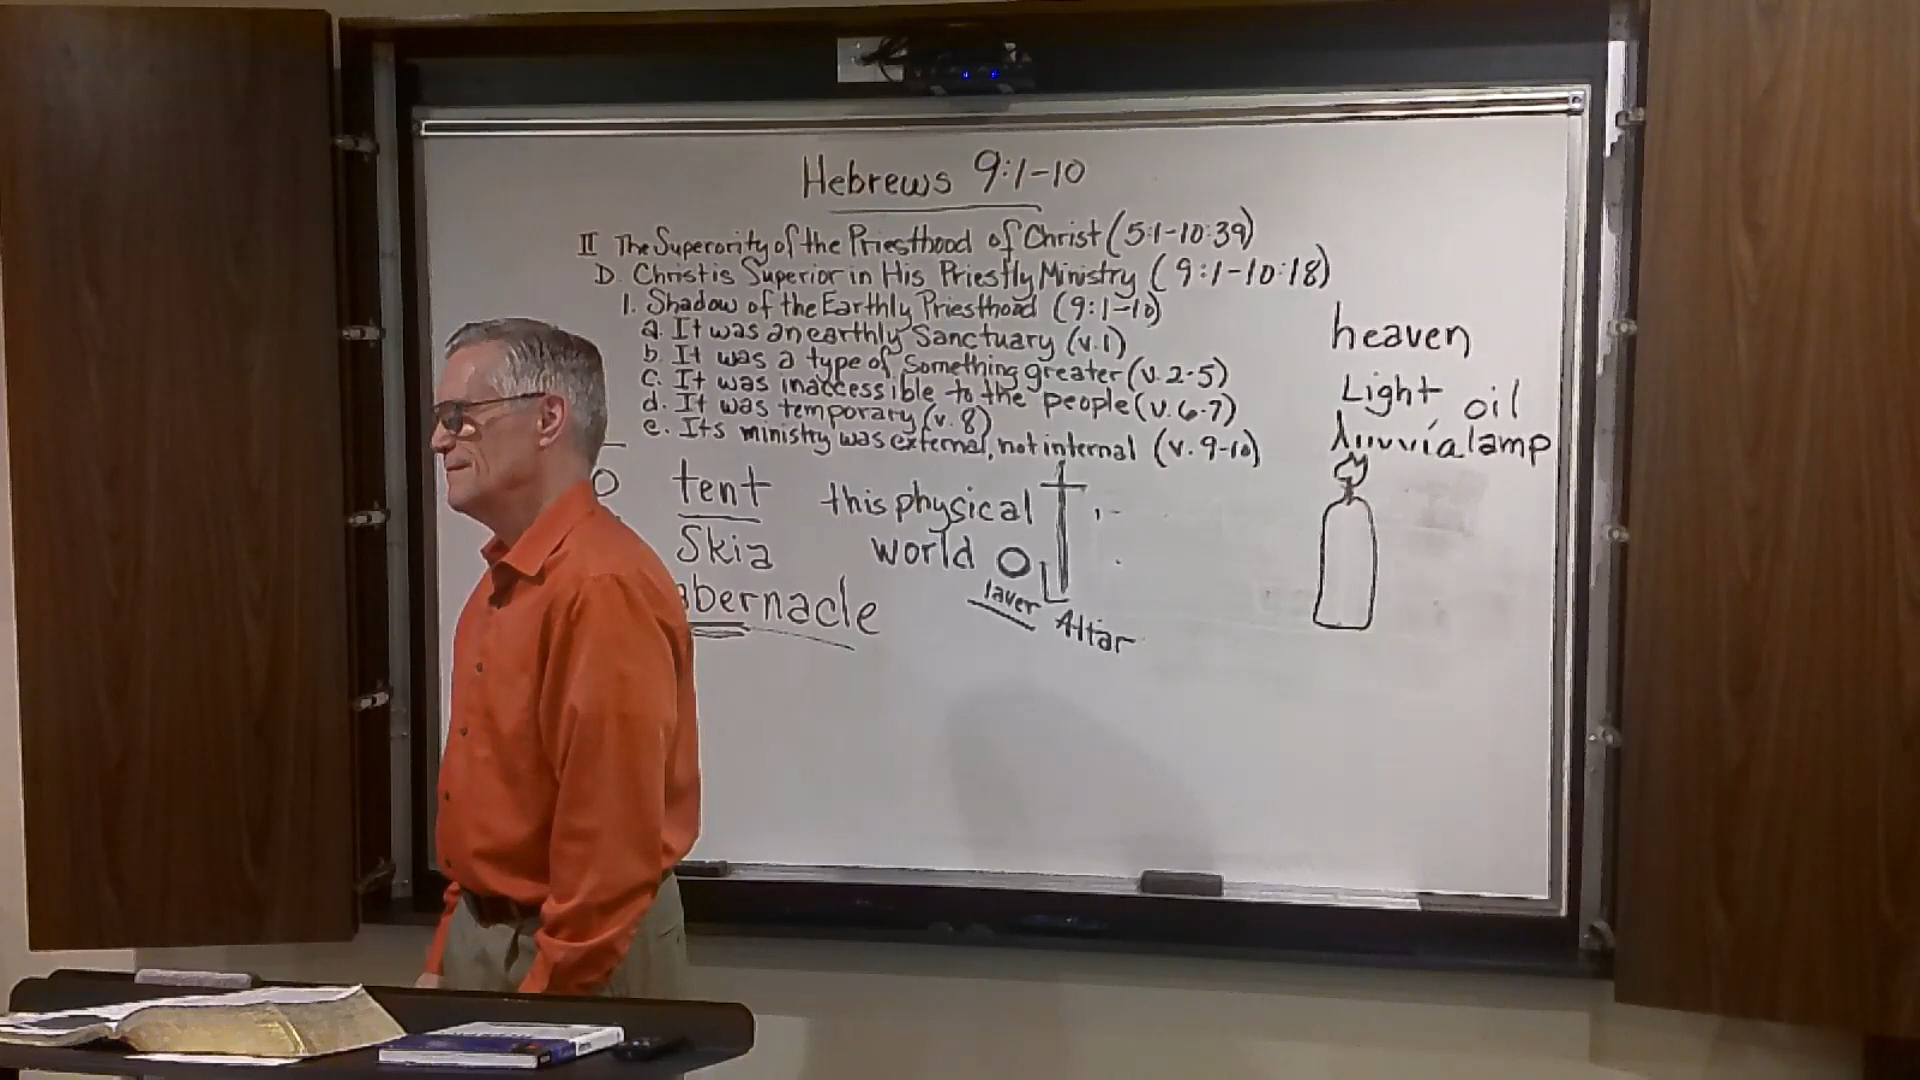 Hebrews 9:1-10
II The Superority of the Priesthood of Christ (5:1-10:39)
D. Christ is Superior in His Priestly Ministry (9:1-10:18)
1. Shadow of the Earthly Priesthood (9:1-10)
a. It was an earthly Sanctuary (v.1)
b. It was a type of Something greater (v.2-5)
c. It was inaccessible to the people (v.6-7)
d. It was temporary (v.8)
e. Its ministry was external, not internal (v.9-10)
heaven
Light oil
lamp
tent
Skia
abernacle
this physical
world
laver
Altar